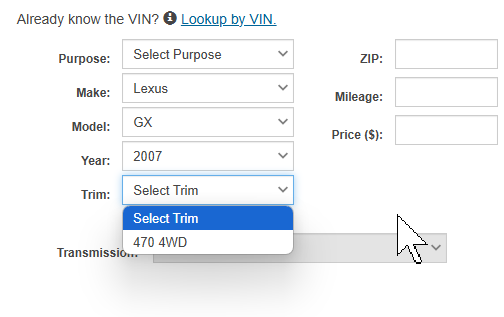 Already know the VIN? Lookup by VIN.
Purpose: Select Purpose
ZIP:
Make: Lexus
Mileage:
Model: GX
Price ($):
Year: 2007
Trim: Select Trim
Select Trim
470 4WD
Transmission: